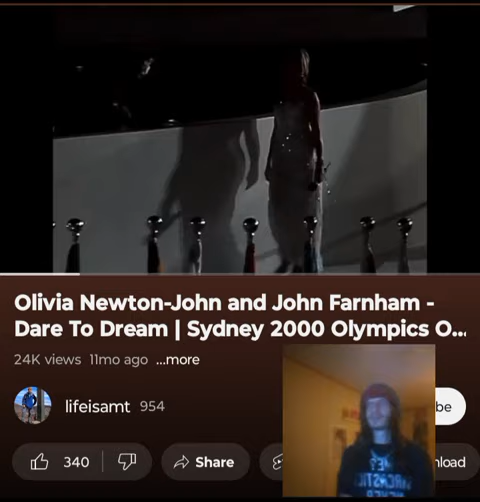 Olivia Newton-John and John Farnham -
Dare To Dream | Sydney 2000 Olympics O...
24K views 11mo ago ...more
lifeisamt 954
be
340 Share
nload